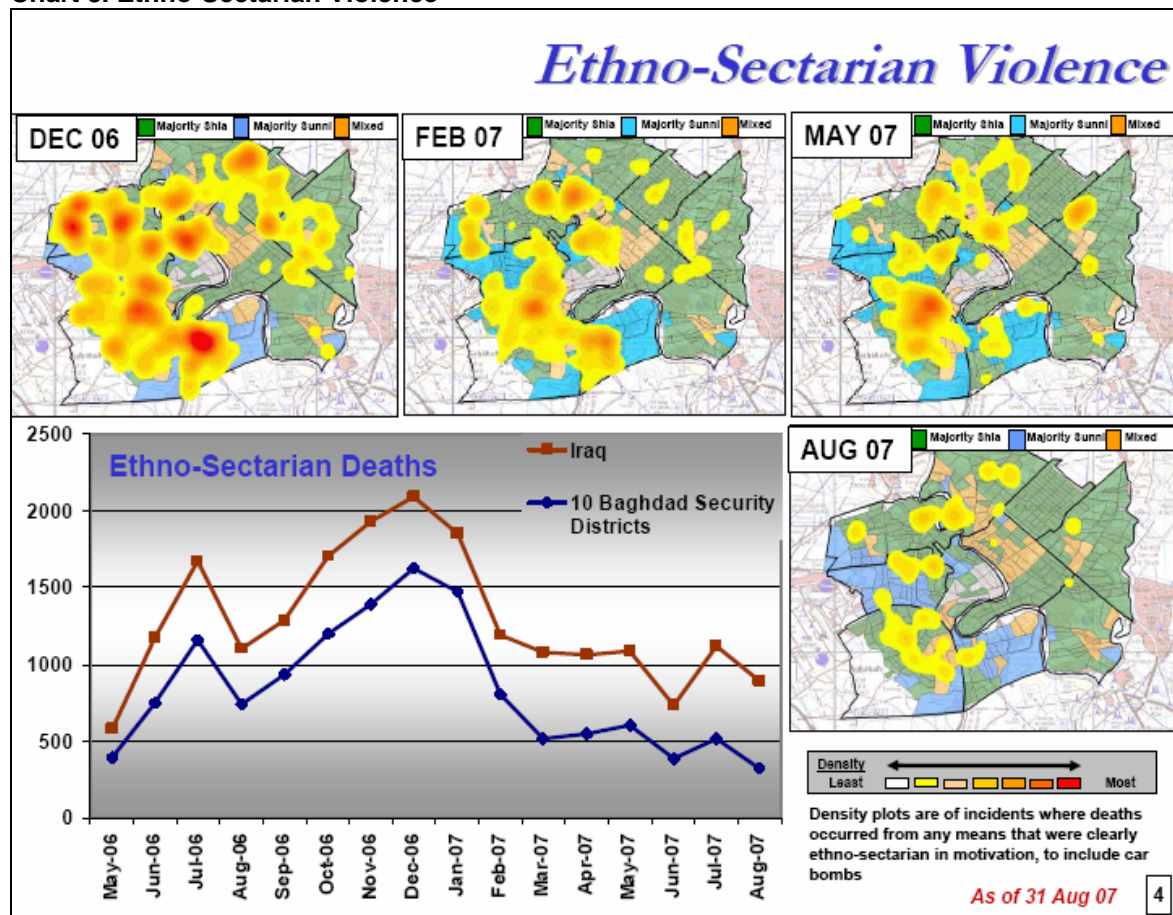 Ethno-Sectarian Violence
DEC 06
Majority Shia Majority Sunni Mixed
FEB 07
Majority Shia Majority Sunni Mixed
MAY 07
Majority Shia Majority Sunni Mixed
Ethno-Sectarian Deaths
Iraq
10 Baghdad Security
Districts
2500
2000
1500
1000
500
0
May-06
Jun-06
Jul-06
Aug-06
Sep-06
Oct-06
Nov-06
Dec-06
Jan-07
Feb-07
Mar-07
Apr-07
May-07
Jun-07
Jul-07
Aug-07
AUG 07
Majority Shia Majority Sunni Mixed
Density
Least Most
Density plots are of incidents where deaths
occurred from any means that were clearly
ethno-sectarian in motivation, to include car
bombs
As of 31 Aug 07
4